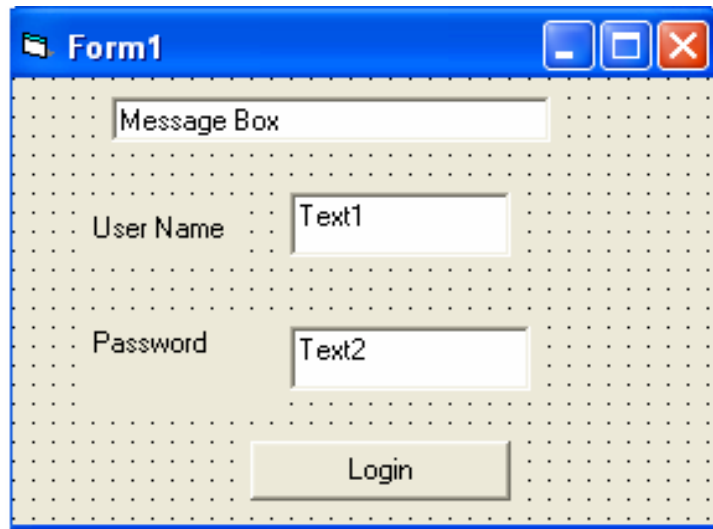 Form1
Message Box
User Name
Text1
Password
Text2
Login